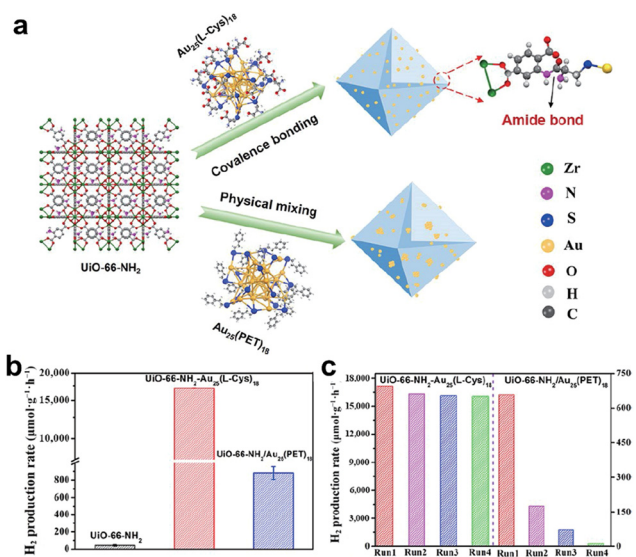 a
Au₂₅(L-Cys)₁₈
Covalence bonding
Amide bond
Physical mixing
UiO-66-NH₂
Au₂₅(PET)₁₈
Zr
N
S
Au
O
H
C
b
H₂ production rate (μmol·g⁻¹·h⁻¹)
20,000
10,000
800
600
400
200
0
UiO-66-NH₂-Au₂₅(L-Cys)₁₈
UiO-66-NH₂/Au₂₅(PET)₁₈
UiO-66-NH₂
c
H₂ production rate (μmol·g⁻¹·h⁻¹)
18,000
15,000
12,000
9,000
6,000
3,000
0
UiO-66-NH₂-Au₂₅(L-Cys)₁₈
UiO-66-NH₂/Au₂₅(PET)₁₈
750
600
450
300
150
0
Run1 Run2 Run3 Run4 Run1 Run2 Run3 Run4